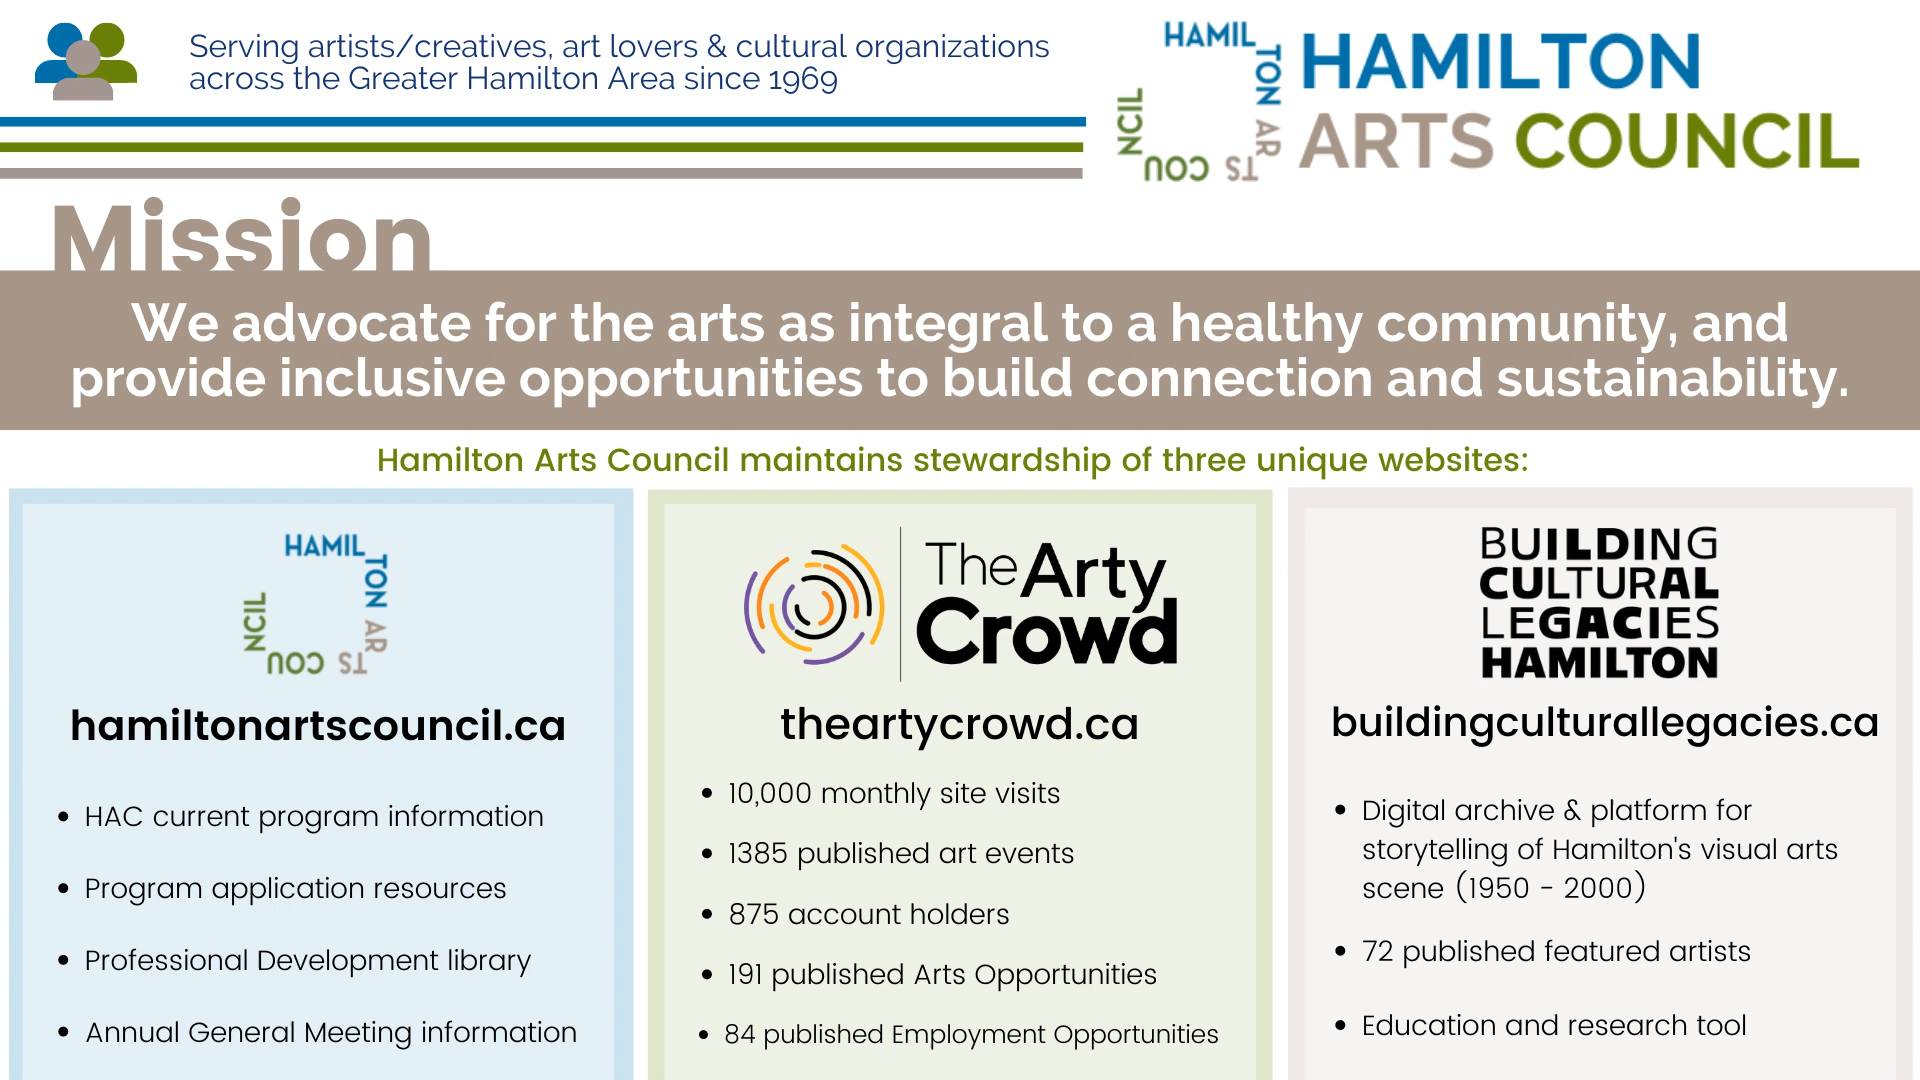 Serving artists/creatives, art lovers & cultural organizations
across the Greater Hamilton Area since 1969
HAMIL
TON AR
TS COU
NCIL
HAMILTON
ARTS COUNCIL
Mission
We advocate for the arts as integral to a healthy community, and
provide inclusive opportunities to build connection and sustainability.
Hamilton Arts Council maintains stewardship of three unique websites:
HAMIL
TON AR
TS COU
NCIL
hamiltonartscouncil.ca
• HAC current program information
• Program application resources
• Professional Development library
• Annual General Meeting information
The Arty
Crowd
theartycrowd.ca
• 10,000 monthly site visits
• 1385 published art events
• 875 account holders
• 191 published Arts Opportunities
• 84 published Employment Opportunities
BUILDING
CULTURAL
LEGACIES
HAMILTON
buildingculturallegacies.ca
• Digital archive & platform for
storytelling of Hamilton's visual arts
scene (1950 - 2000)
• 72 published featured artists
• Education and research tool